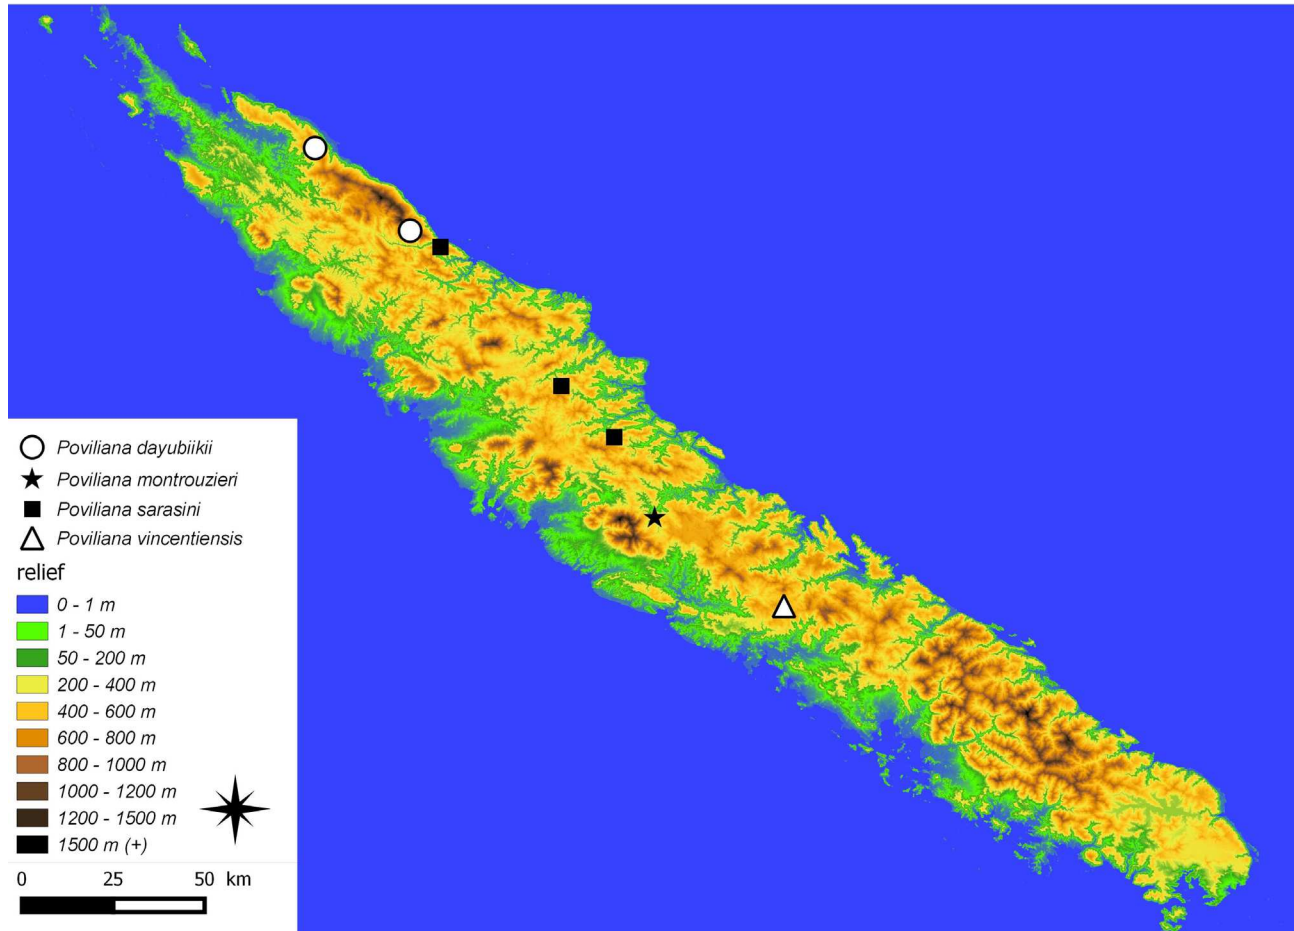 Poviliana dayubiikii
Poviliana montrouzieri
Poviliana sarasini
Poviliana vincentiensis
relief
0 - 1 m
1 - 50 m
50 - 200 m
200 - 400 m
400 - 600 m
600 - 800 m
800 - 1000 m
1000 - 1200 m
1200 - 1500 m
1500 m (+)
0 25 50 km